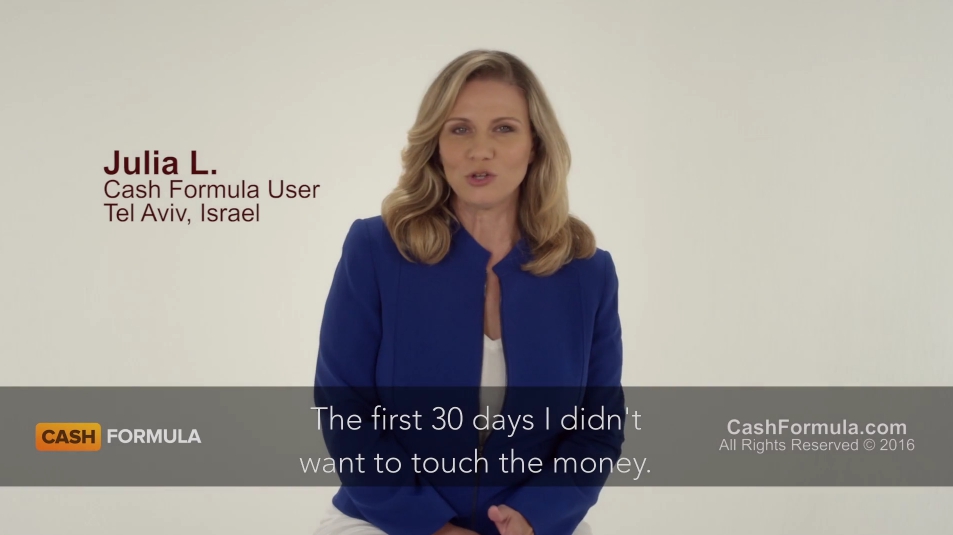 Julia L.
Cash Formula User
Tel Aviv, Israel
The first 30 days I didn't
want to touch the money.
CASH FORMULA
CashFormula.com
All Rights Reserved © 2016